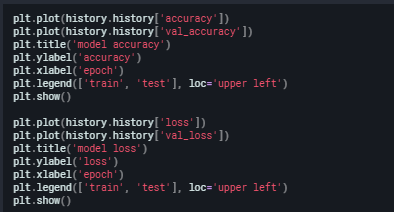 plt.plot(history.history['accuracy'])
plt.plot(history.history['val_accuracy'])
plt.title('model accuracy')
plt.ylabel('accuracy')
plt.xlabel('epoch')
plt.legend(['train', 'test'], loc='upper left')
plt.show()

plt.plot(history.history['loss'])
plt.plot(history.history['val_loss'])
plt.title('model loss')
plt.ylabel('loss')
plt.xlabel('epoch')
plt.legend(['train', 'test'], loc='upper left')
plt.show()